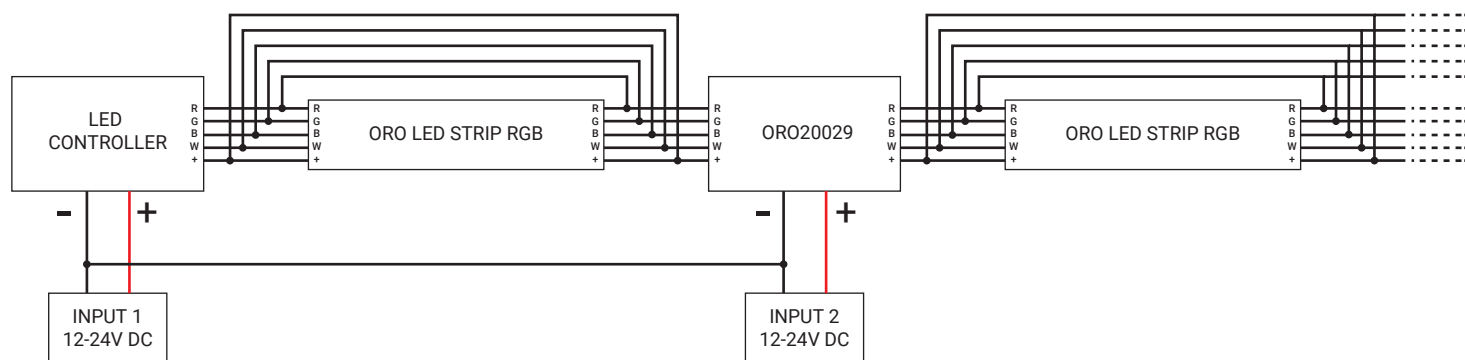 LED
CONTROLLER
R
G
B
W
+
R
G
B
W
+
ORO LED STRIP RGB
R
G
B
W
+
R
G
B
W
+
ORO20029
R
G
B
W
+
R
G
B
W
+
ORO LED STRIP RGB
R
G
B
W
+
- +
- +
INPUT 1
12-24V DC
INPUT 2
12-24V DC